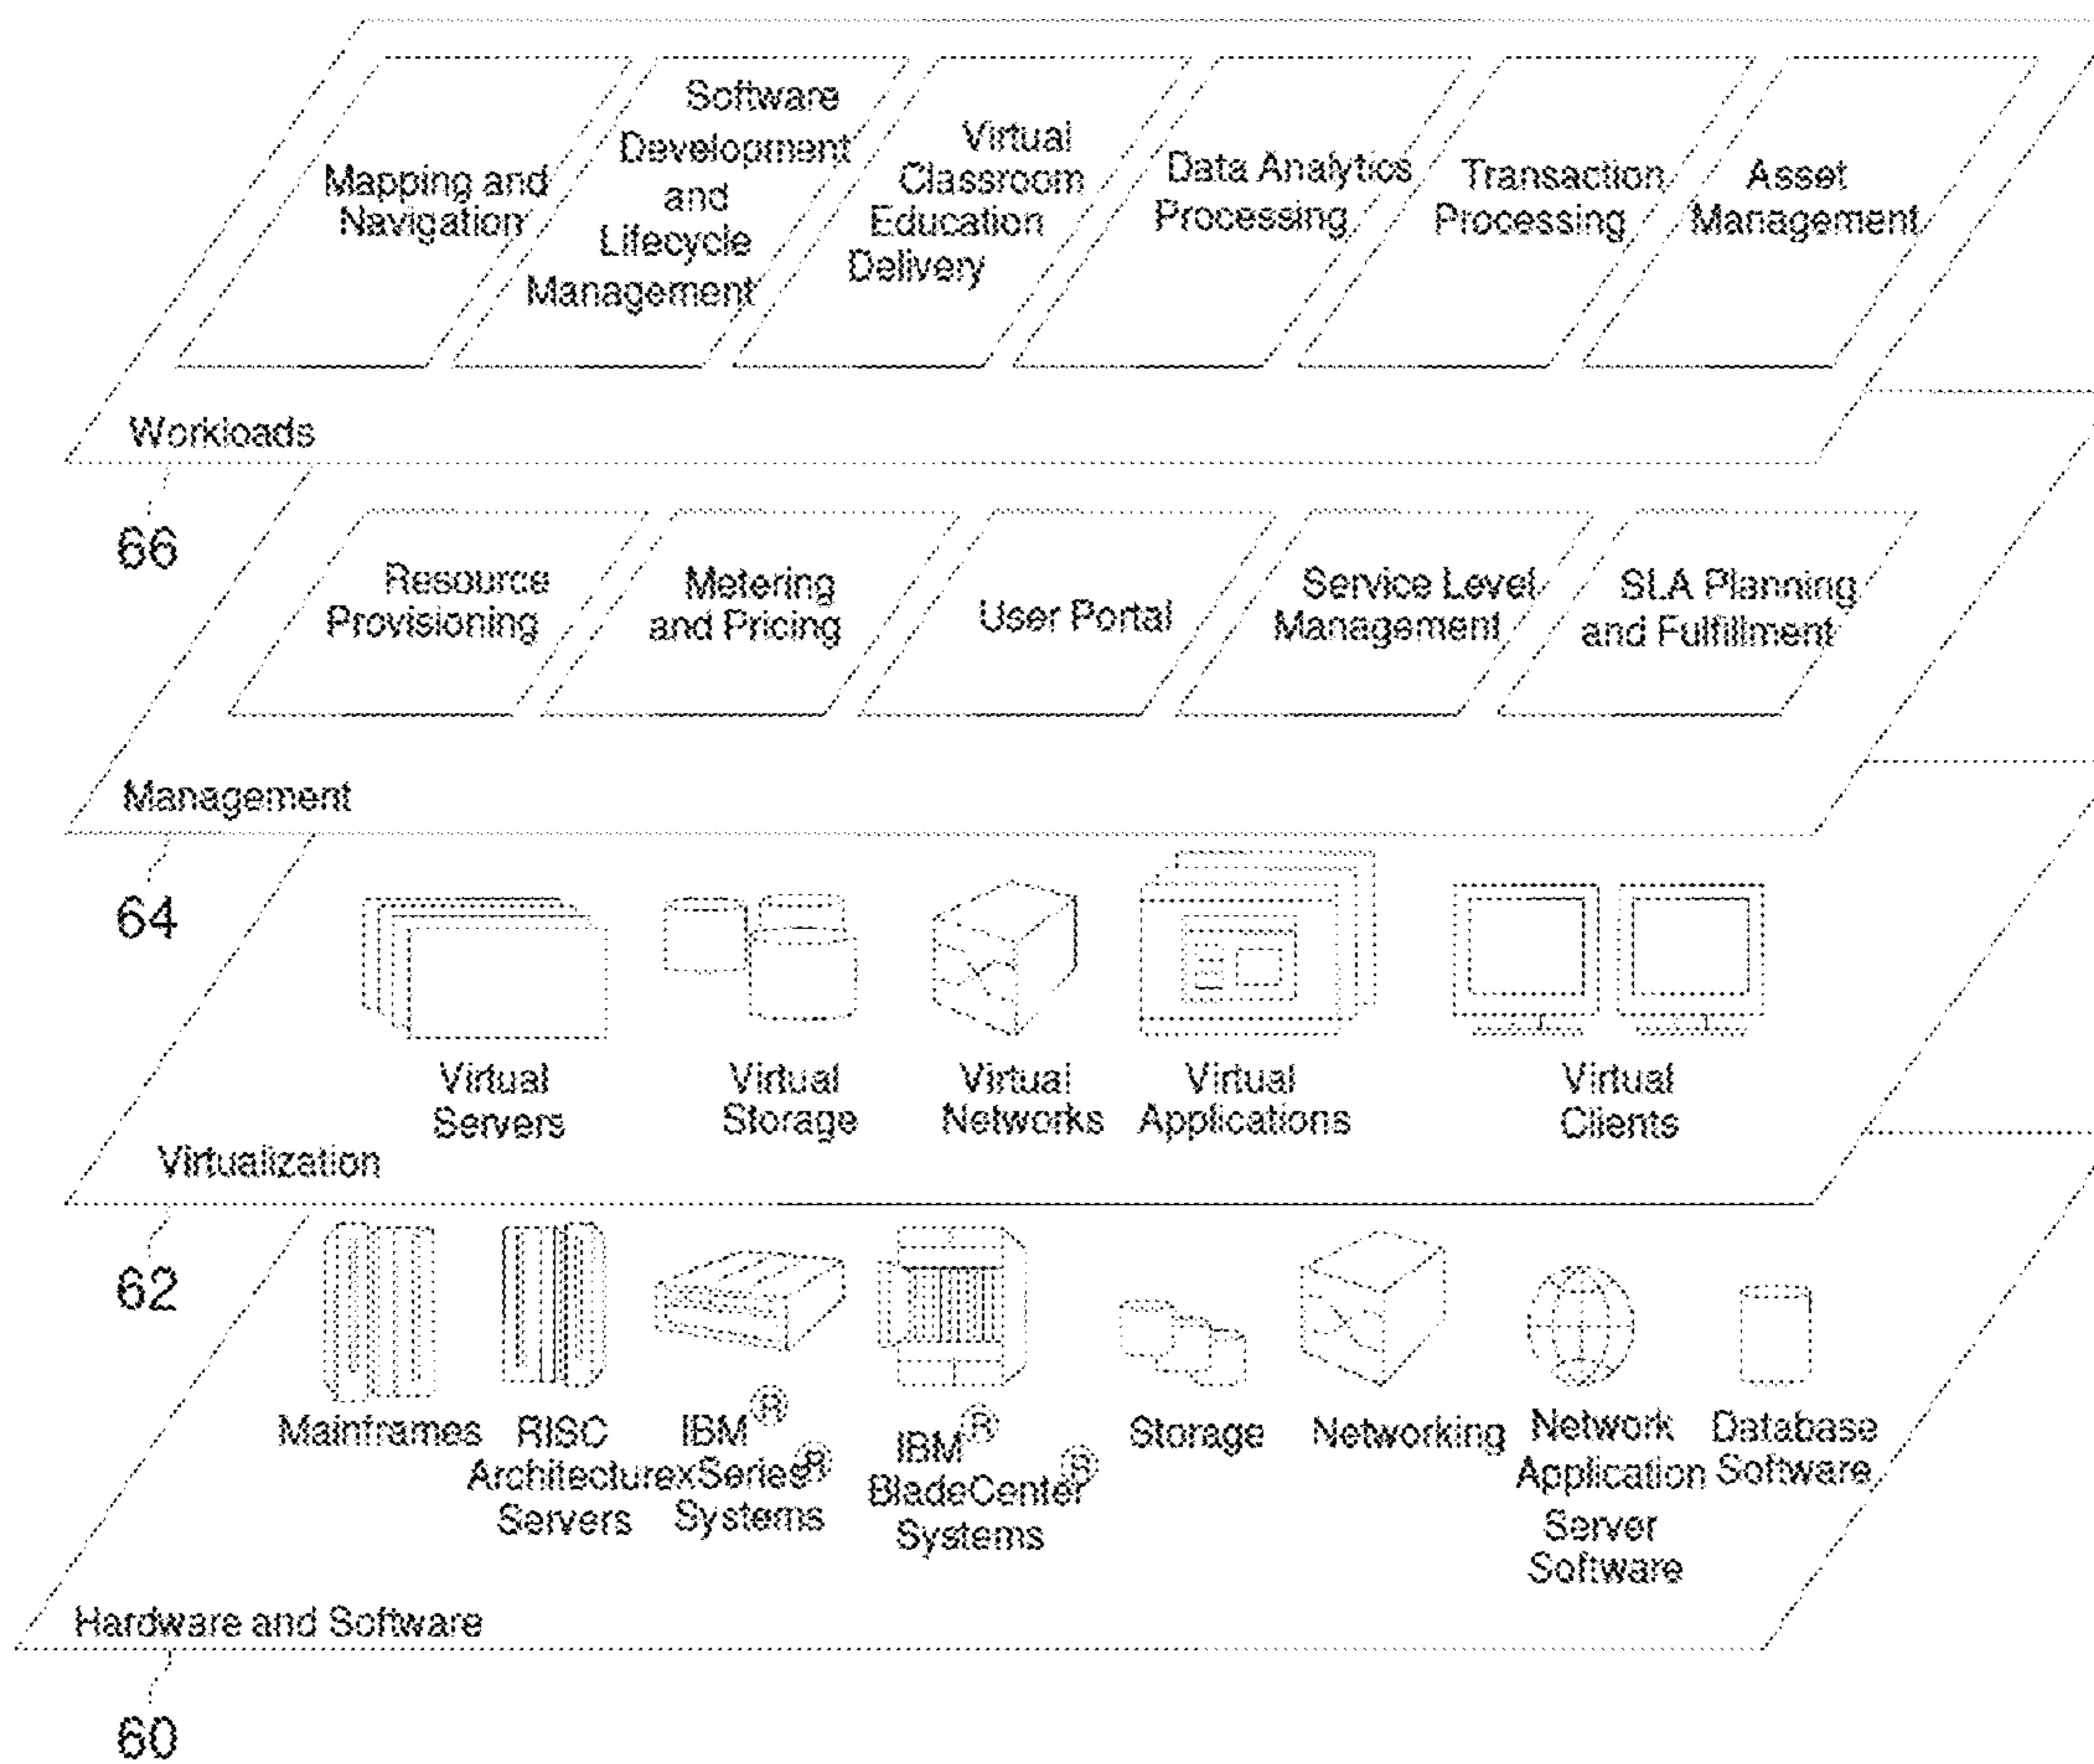 Mapping and
Navigation
Software
Development
and
Lifecycle
Management
Virtual
Classroom
Education
Delivery
Data Analytics
Processing
Transaction
Processing
Asset
Management
Workloads
66
Resource
Provisioning
Metering
and Pricing
User Portal
Service Level
Management
SLA Planning
and Fulfillment
Management
64
Virtual
Servers
Virtual
Storage
Virtual
Networks
Virtual
Applications
Virtual
Clients
Virtualization
62
Mainframes
RISC
Architecture
Servers
IBM®
xSeries®
Systems
IBM®
BladeCenter®
Systems
Storage
Networking
Network
Application
Server
Software
Database
Software
Hardware and Software
60